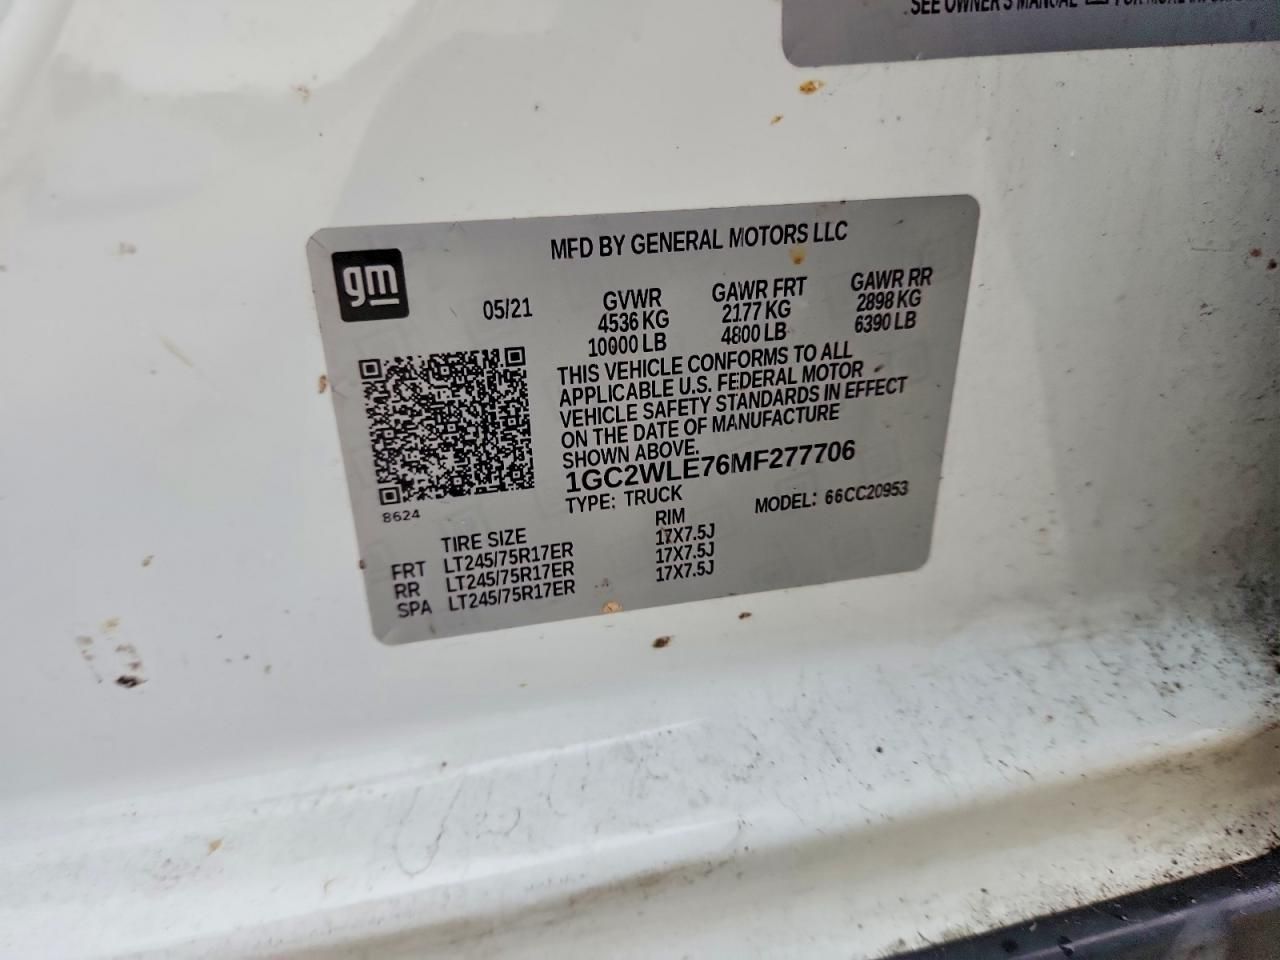 SEE OWNER'S MANUAL
MFD BY GENERAL MOTORS LLC
gm
05/21
GVWR GAWR FRT GAWR RR
4536 KG 2177 KG 2898 KG
10000 LB 4800 LB 6390 LB
THIS VEHICLE CONFORMS TO ALL
APPLICABLE U.S. FEDERAL MOTOR
VEHICLE SAFETY STANDARDS IN EFFECT
ON THE DATE OF MANUFACTURE
SHOWN ABOVE.
1GC2WLE76MF277706
TYPE: TRUCK MODEL: 66CC20953
8624
TIRE SIZE RIM
FRT LT245/75R17ER 17X7.5J
RR LT245/75R17ER 17X7.5J
SPA LT245/75R17ER 17X7.5J